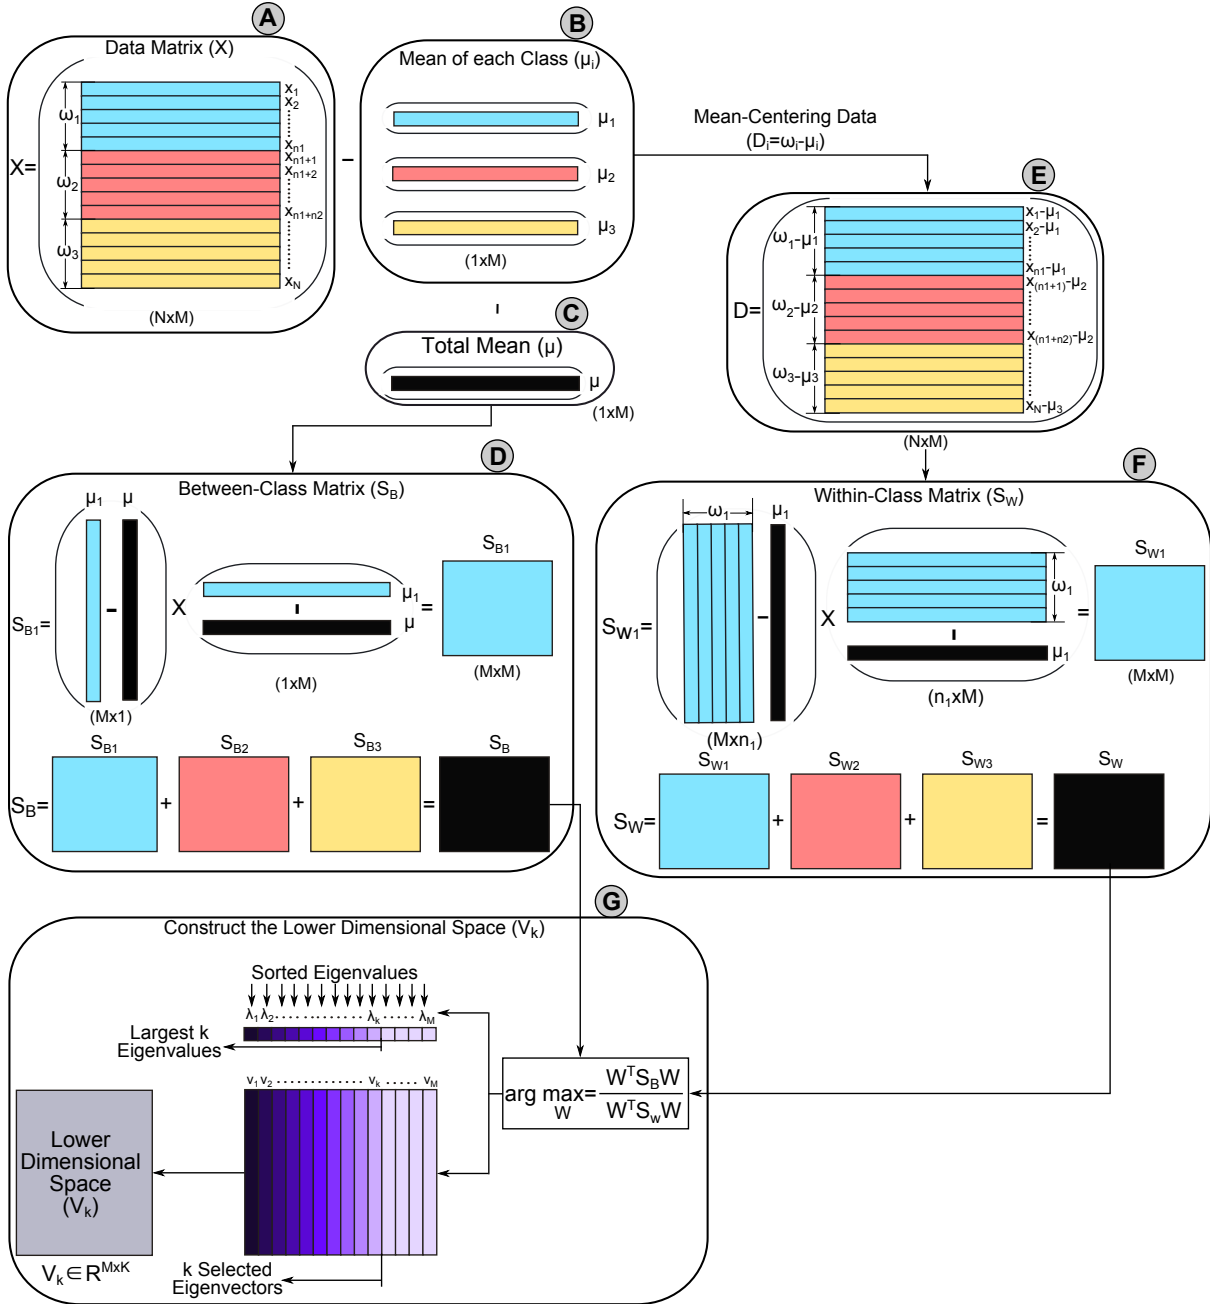 A
Data Matrix (X)
X=
ω1
ω2
ω3
x1
x2
xn1
xn1+1
xn1+2
xn1+n2
xN
(NxM)
−
B
Mean of each Class (μi)
μ1
μ2
μ3
(1xM)
-
C
Total Mean (μ)
μ
(1xM)
Mean-Centering Data
(Di=ωi-μi)
E
D=
ω1-μ1
ω2-μ2
ω3-μ3
x1-μ1
x2-μ1
xn1-μ1
x(n1+1)-μ2
x(n1+n2)-μ2
xN-μ3
(NxM)
D
Between-Class Matrix (SB)
μ1 μ
SB1=
-
(Mx1)
X
μ1
-
μ
(1xM)
=
SB1
(MxM)
SB1 SB2 SB3 SB
SB= + + =
F
Within-Class Matrix (SW)
ω1 μ1
SW1=
-
(Mxn1)
X
ω1
-
μ1
(n1xM)
=
SW1
(MxM)
SW1 SW2 SW3 SW
SW= + + =
G
Construct the Lower Dimensional Space (Vk)
Sorted Eigenvalues
λ1 λ2 ............... λk ...... λM
Largest k
Eigenvalues
v1 v2 ............... vk ..... vM
arg max= W^T SB W
W W^T Sw W
Lower
Dimensional
Space
(Vk)
Vk∈R^MxK
k Selected
Eigenvectors